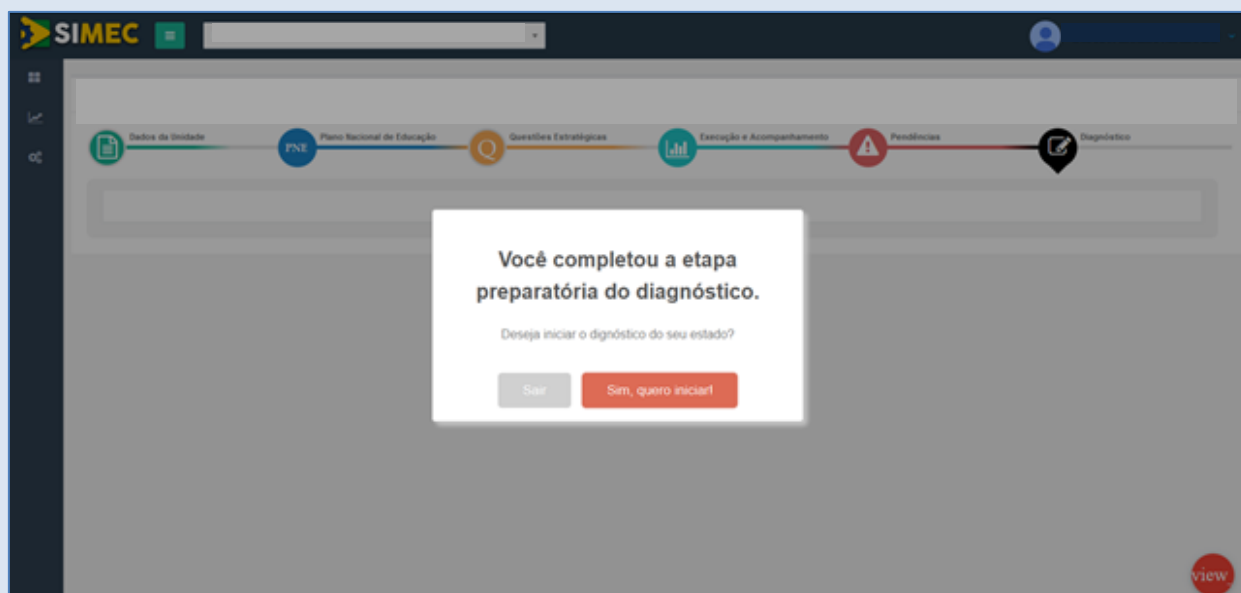 SIMEC
Dados da Unidade
PNE
Plano Nacional de Educação
Q
Questões Estratégicas
Execução e Acompanhamento
Pendências
Diagnóstico
Você completou a etapa
preparatória do diagnóstico.
Deseja iniciar o dignóstico do seu estado?
Sair
Sim, quero iniciar!
view